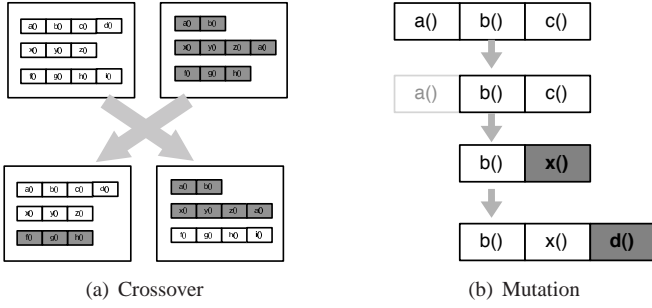 a() b() c() d()
x() y() z()
f() g() h() i()
a() b()
x() y() z() a()
f() g() h()
a() b() c() d()
x() y() z()
f() g() h()
a() b()
x() y() z() a()
f() g() h() i()
(a) Crossover
a() b() c()
a() b() c()
b() x()
b() x() d()
(b) Mutation